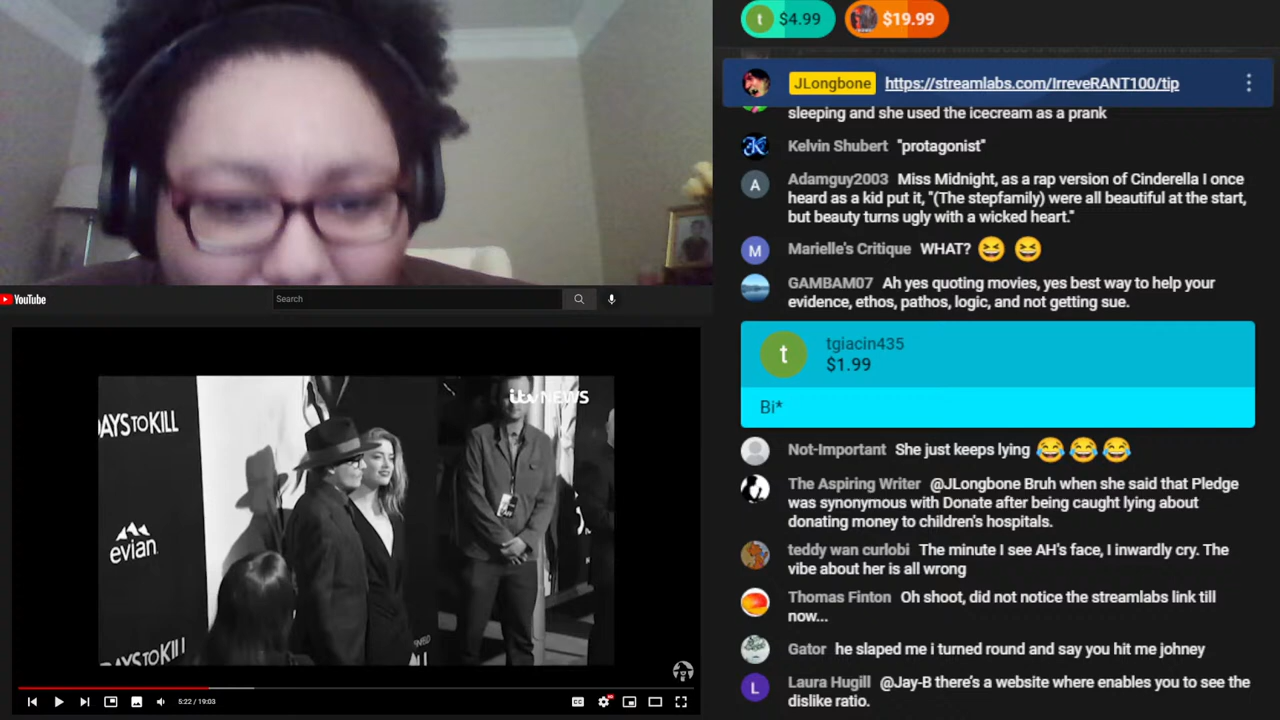 t $4.99
$19.99
JLongbone https://streamlabs.com/IrreveRANT100/tip
sleeping and she used the icecream as a prank
Kelvin Shubert "protagonist"
A Adamguy2003 Miss Midnight, as a rap version of Cinderella I once
heard as a kid put it, "(The stepfamily) were all beautiful at the start,
but beauty turns ugly with a wicked heart."
M Marielle's Critique WHAT? 😆 😆
GAMBAM07 Ah yes quoting movies, yes best way to help your
evidence, ethos, pathos, logic, and not getting sue.
t tgiacin435
$1.99
Bi*
Not-Important She just keeps lying 😂😂😂
The Aspiring Writer @JLongbone Bruh when she said that Pledge
was synonymous with Donate after being caught lying about
donating money to children's hospitals.
teddy wan curlobi The minute I see AH's face, I inwardly cry. The
vibe about her is all wrong
Thomas Finton Oh shoot, did not notice the streamlabs link till
now...
Gator he slaped me i turned round and say you hit me johney
L Laura Hugill @Jay-B there's a website where enables you to see the
dislike ratio.
YouTube
Search
itv NEWS
DAYS TO KILL
evian.
DAYS TO KILL
5:22 / 19:03